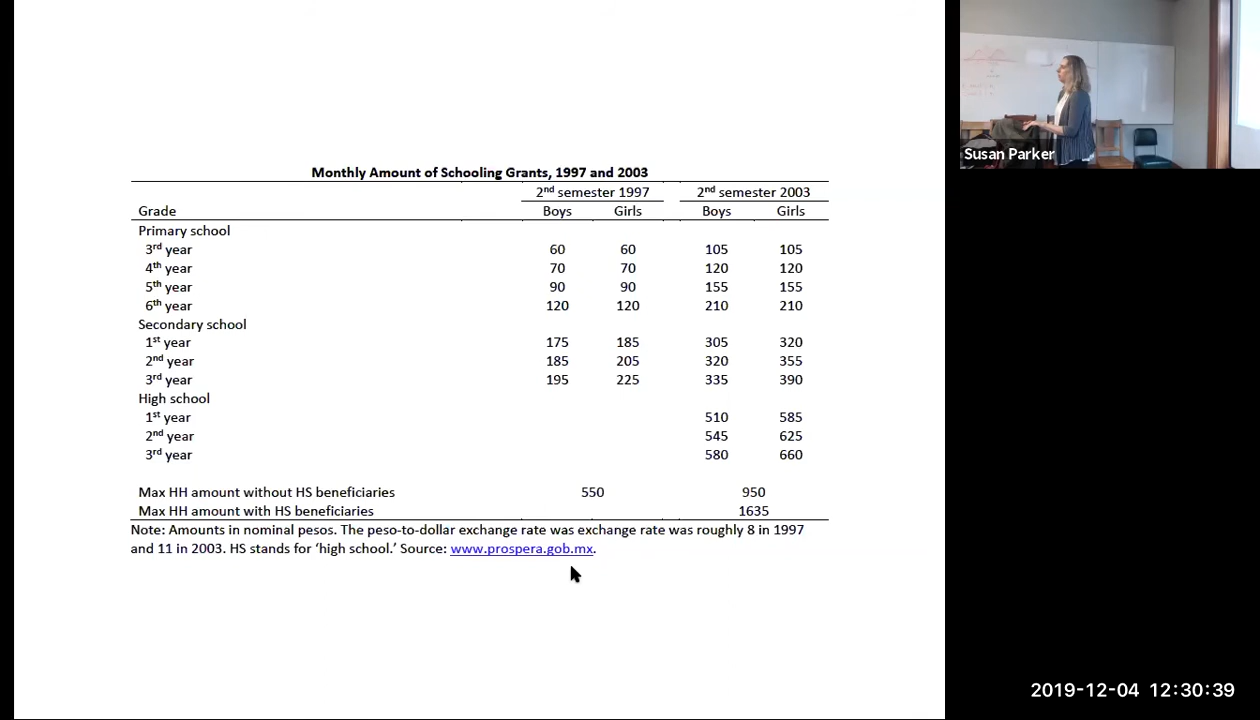 Monthly Amount of Schooling Grants, 1997 and 2003
2nd semester 1997 2nd semester 2003
Grade Boys Girls Boys Girls
Primary school
3rd year 60 60 105 105
4th year 70 70 120 120
5th year 90 90 155 155
6th year 120 120 210 210
Secondary school
1st year 175 185 305 320
2nd year 185 205 320 355
3rd year 195 225 335 390
High school
1st year 510 585
2nd year 545 625
3rd year 580 660
Max HH amount without HS beneficiaries 550 950
Max HH amount with HS beneficiaries 1635
Note: Amounts in nominal pesos. The peso-to-dollar exchange rate was exchange rate was roughly 8 in 1997
and 11 in 2003. HS stands for ‘high school.’ Source: www.prospera.gob.mx.
Susan Parker
2019-12-04 12:30:39